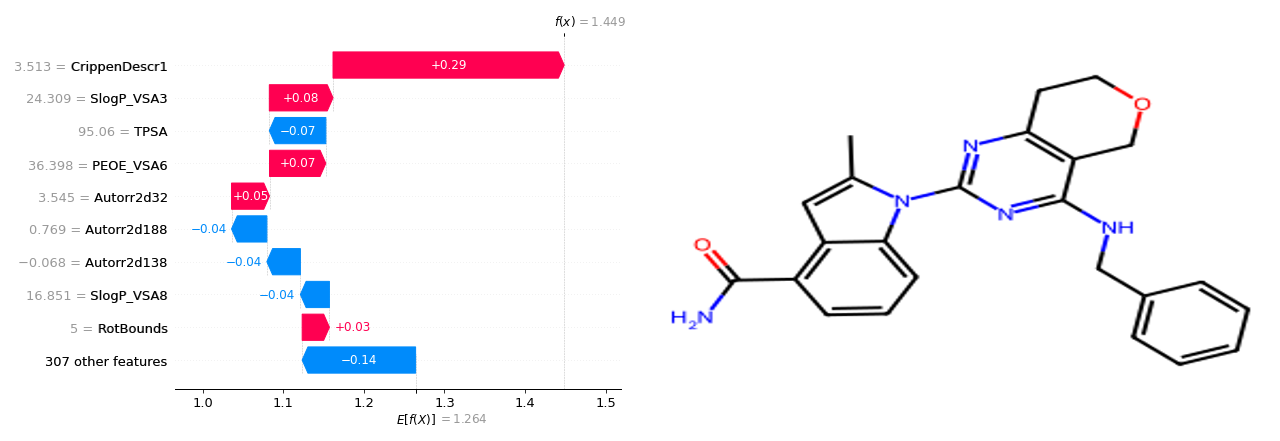 f(x) = 1.449
3.513 = CrippenDescr1
+0.29
24.309 = SlogP_VSA3
+0.08
95.06 = TPSA
−0.07
36.398 = PEOE_VSA6
+0.07
3.545 = Autorr2d32
+0.05
0.769 = Autorr2d188
−0.04
−0.068 = Autorr2d138
−0.04
16.851 = SlogP_VSA8
−0.04
5 = RotBounds
+0.03
307 other features
−0.14
1.0 1.1 1.2 1.3 1.4 1.5
E[f(X)] = 1.264
O
N
N
N
NH
O
H₂N